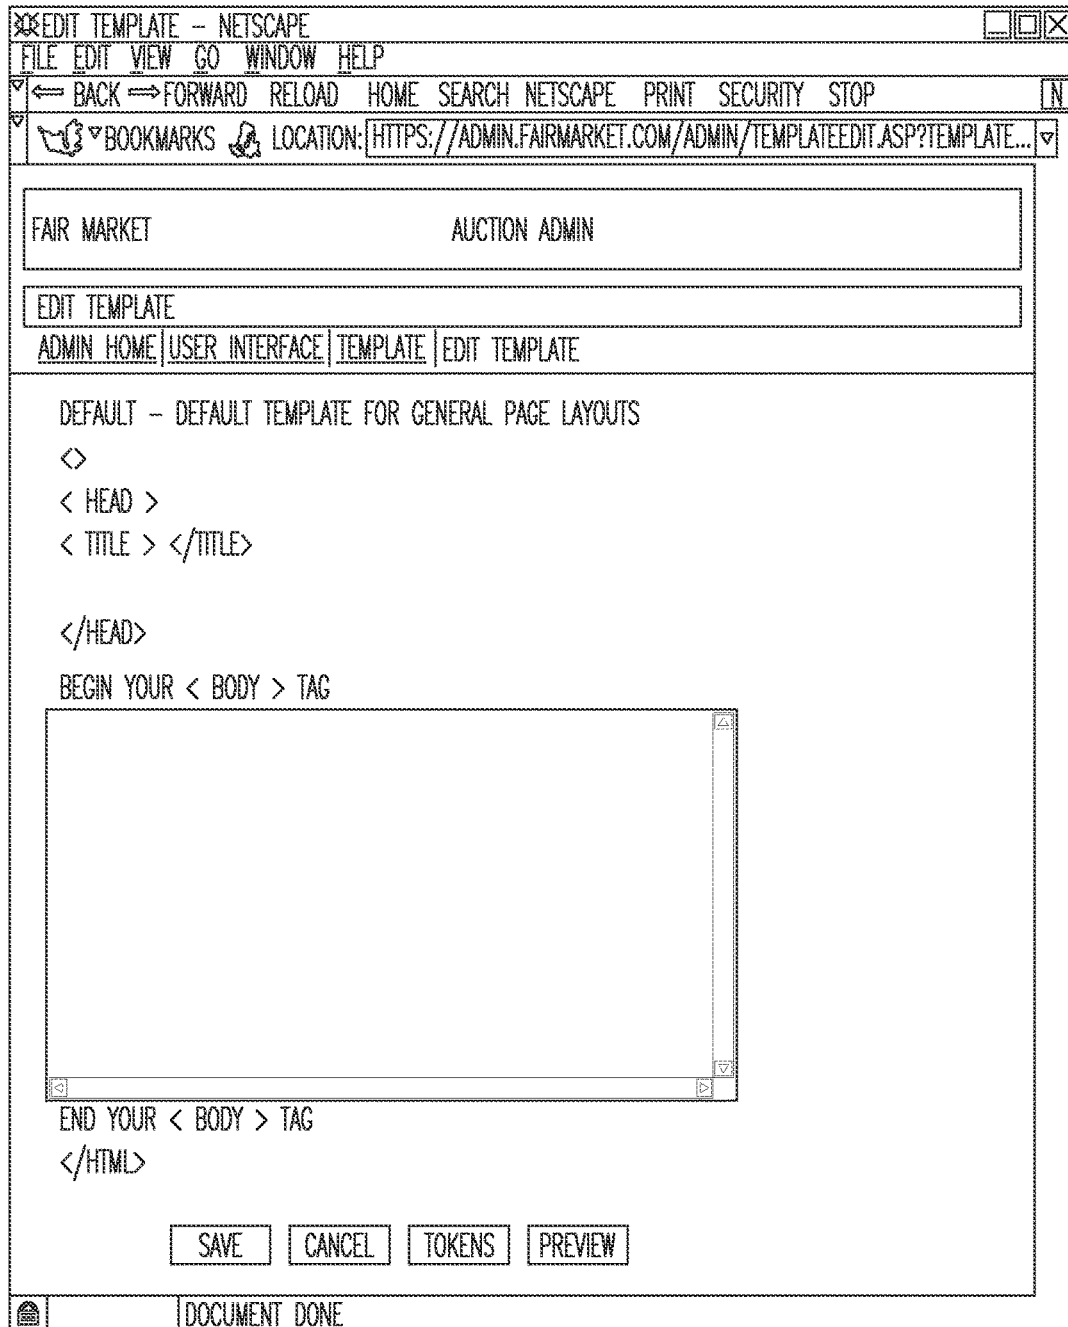 EDIT TEMPLATE – NETSCAPE
FILE EDIT VIEW GO WINDOW HELP
BACK FORWARD RELOAD HOME SEARCH NETSCAPE PRINT SECURITY STOP N
BOOKMARKS LOCATION: HTTPS://ADMIN.FAIRMARKET.COM/ADMIN/TEMPLATEEDIT.ASP?TEMPLATE...
FAIR MARKET AUCTION ADMIN
EDIT TEMPLATE
ADMIN HOME|USER INTERFACE|TEMPLATE|EDIT TEMPLATE
DEFAULT – DEFAULT TEMPLATE FOR GENERAL PAGE LAYOUTS
<>
< HEAD >
< TITLE > </TITLE>
</HEAD>
BEGIN YOUR < BODY > TAG
END YOUR < BODY > TAG
</HTML>
SAVE CANCEL TOKENS PREVIEW
DOCUMENT DONE